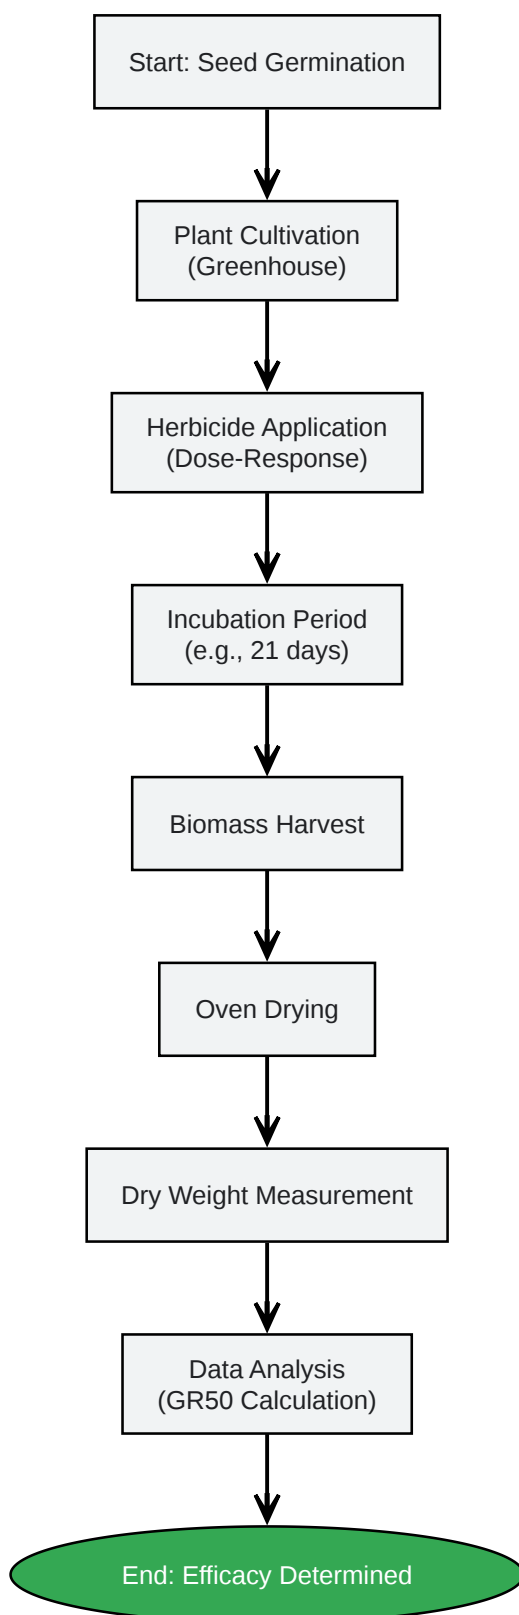 Start: Seed Germination
Plant Cultivation
(Greenhouse)
Herbicide Application
(Dose-Response)
Incubation Period
(e.g., 21 days)
Biomass Harvest
Oven Drying
Dry Weight Measurement
Data Analysis
(GR50 Calculation)
End: Efficacy Determined